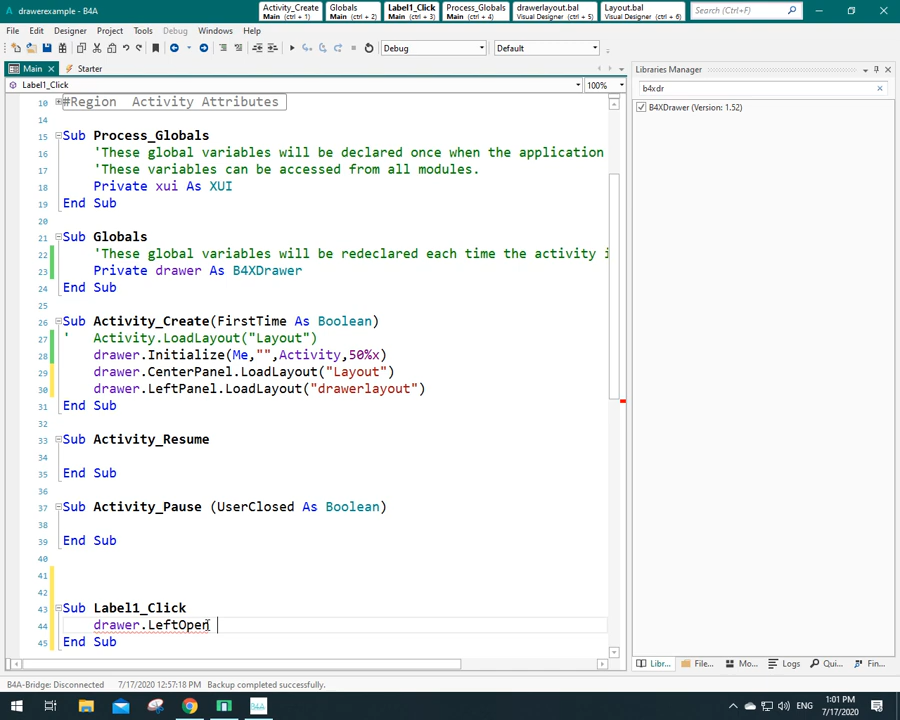 drawerexample - B4A
Activity_Create
Main (ctrl + 1)
Globals
Main (ctrl + 2)
Label1_Click
Main (ctrl + 3)
Process_Globals
Main (ctrl + 4)
drawerlayout.bal
Visual Designer (ctrl + 5)
Layout.bal
Visual Designer (ctrl + 6)
Search (Ctrl+F)
File Edit Designer Project Tools Debug Windows Help
Debug Default
Main Starter
Libraries Manager
Label1_Click 100%
b4xdr
B4XDrawer (Version: 1.52)
10 #Region Activity Attributes
14
15 Sub Process_Globals
16 'These global variables will be declared once when the application
17 'These variables can be accessed from all modules.
18 Private xui As XUI
19 End Sub
20
21 Sub Globals
22 'These global variables will be redeclared each time the activity i
23 Private drawer As B4XDrawer
24 End Sub
25
26 Sub Activity_Create(FirstTime As Boolean)
27 ' Activity.LoadLayout("Layout")
28 drawer.Initialize(Me,"",Activity,50%x)
29 drawer.CenterPanel.LoadLayout("Layout")
30 drawer.LeftPanel.LoadLayout("drawerlayout")
31 End Sub
32
33 Sub Activity_Resume
34
35 End Sub
36
37 Sub Activity_Pause (UserClosed As Boolean)
38
39 End Sub
40
41
42
43 Sub Label1_Click
44 drawer.LeftOpen
45 End Sub
Libr... File... Mo... Logs Qui... Fin...
B4A-Bridge: Disconnected 7/17/2020 12:57:18 PM Backup completed successfully.
B4A
ENG
1:01 PM
7/17/2020